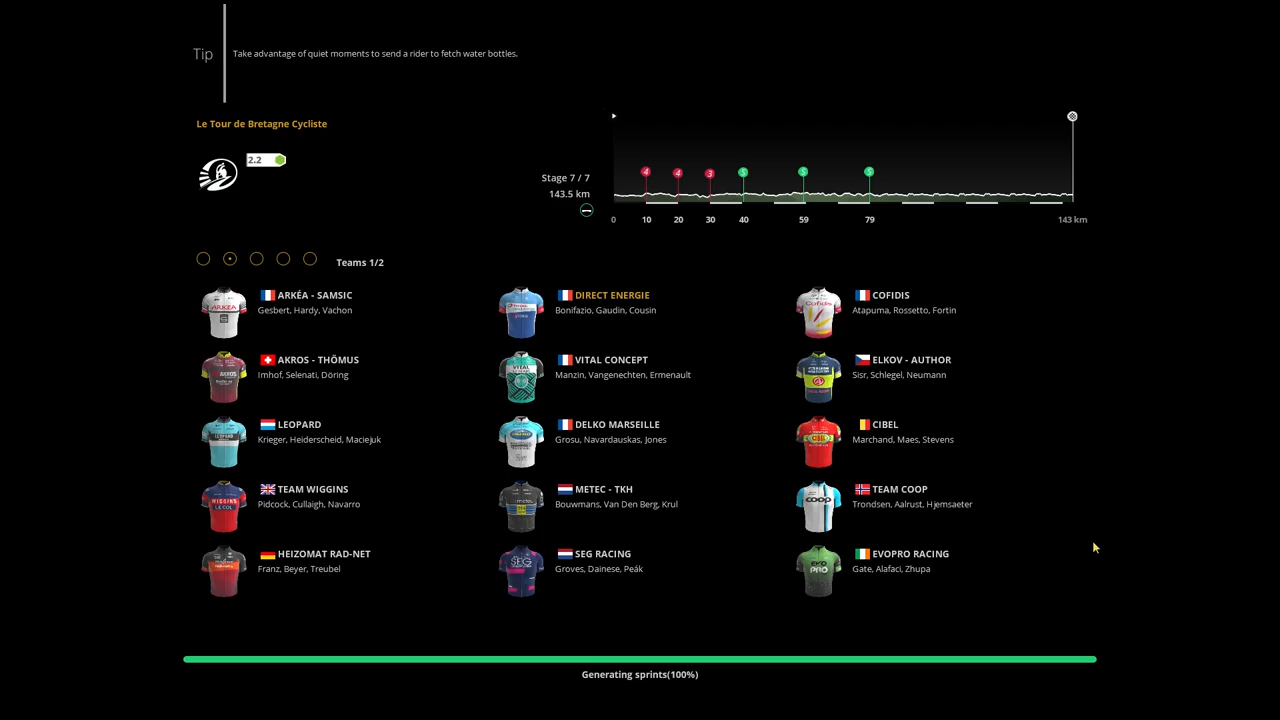 Tip
Take advantage of quiet moments to send a rider to fetch water bottles.
Le Tour de Bretagne Cycliste
2.2
Stage 7 / 7
143.5 km
4 4 3 S S S
0 10 20 30 40 59 79 143 km
Teams 1/2
ARKÉA - SAMSIC
Gesbert, Hardy, Vachon
DIRECT ENERGIE
Bonifazio, Gaudin, Cousin
COFIDIS
Atapuma, Rossetto, Fortin
AKROS - THÖMUS
Imhof, Selenati, Döring
VITAL CONCEPT
Manzin, Vangenechten, Ermenault
ELKOV - AUTHOR
Sisr, Schlegel, Neumann
LEOPARD
Krieger, Heiderscheid, Maciejuk
DELKO MARSEILLE
Grosu, Navardauskas, Jones
CIBEL
Marchand, Maes, Stevens
TEAM WIGGINS
Pidcock, Cullaigh, Navarro
METEC - TKH
Bouwmans, Van Den Berg, Krul
TEAM COOP
Trondsen, Aalrust, Hjemsaeter
HEIZOMAT RAD-NET
Franz, Beyer, Treubel
SEG RACING
Groves, Dainese, Peák
EVOPRO RACING
Gate, Alafaci, Zhupa
Generating sprints(100%)